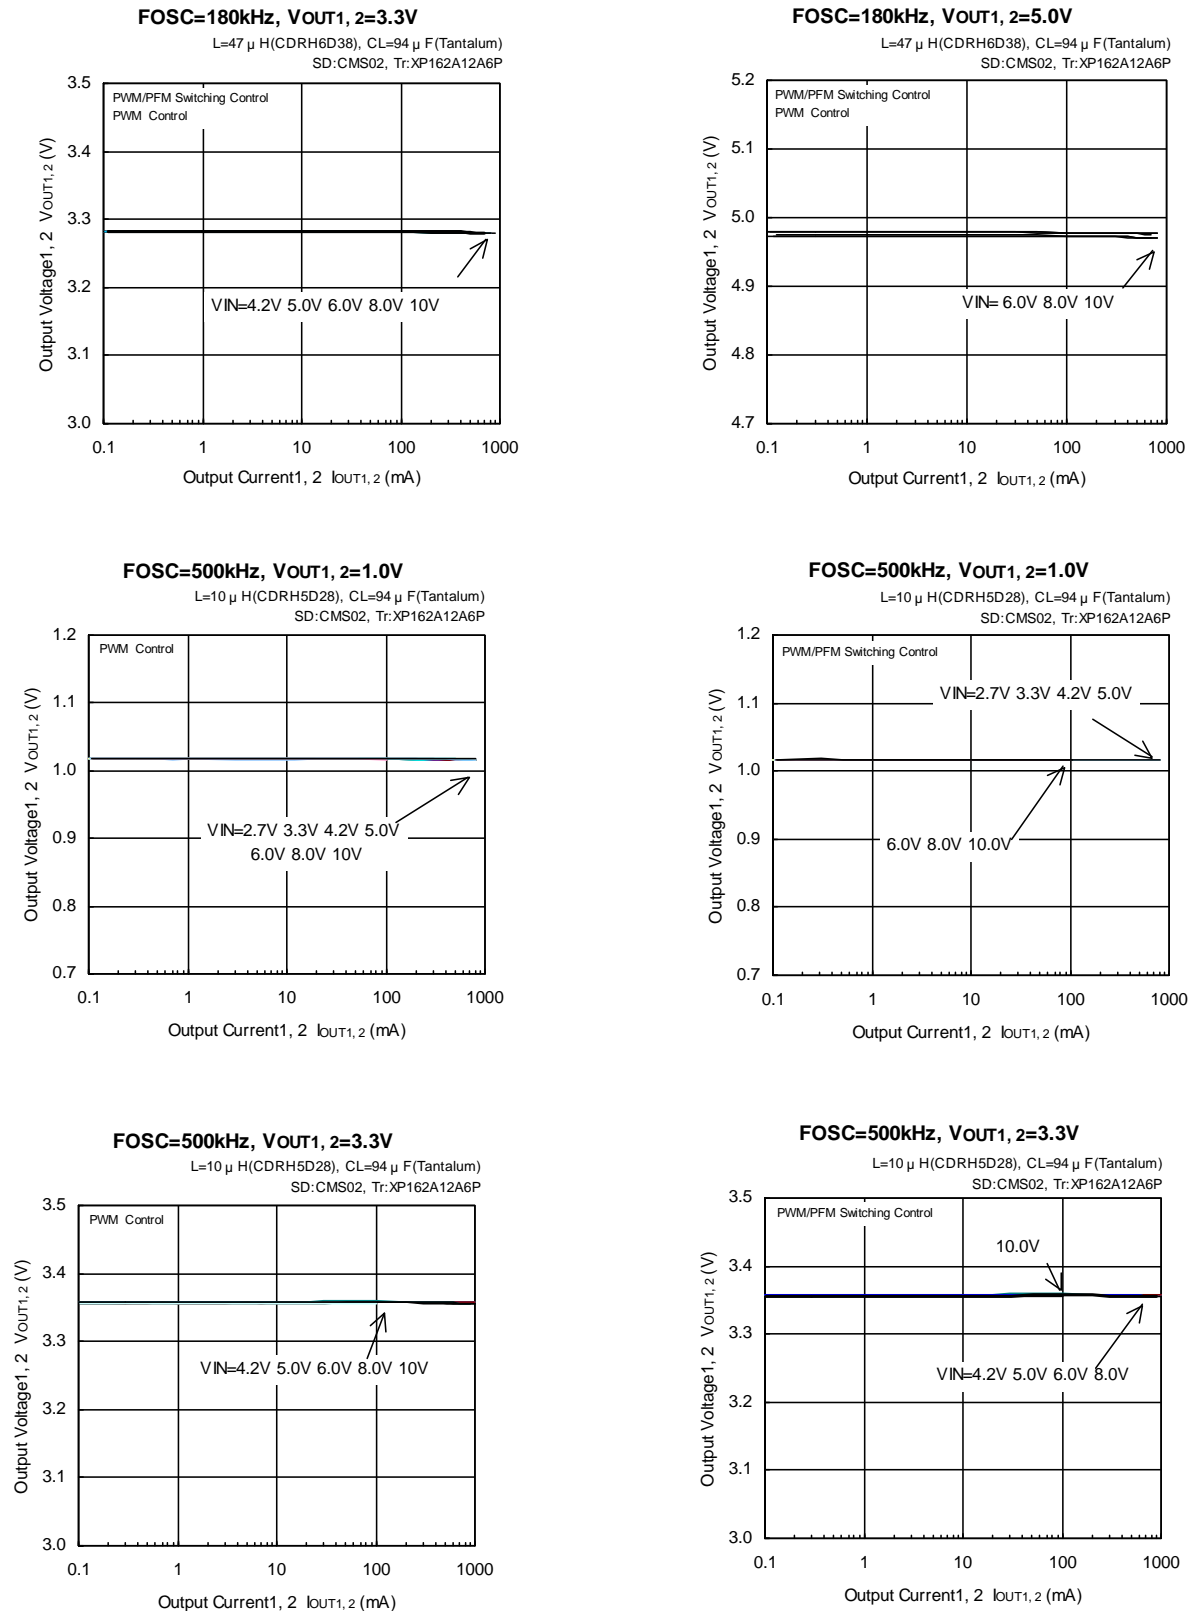 FOSC=180kHz, VOUT1, 2=3.3V
L=47 μ H(CDRH6D38), CL=94 μ F(Tantalum)
SD:CMS02, Tr:XP162A12A6P
PWM/PFM Switching Control
PWM Control
Output Voltage1, 2 VOUT1, 2 (V)
3.5
3.4
3.3
3.2
3.1
3.0
VIN=4.2V 5.0V 6.0V 8.0V 10V
0.1 1 10 100 1000
Output Current1, 2 IOUT1, 2 (mA)
FOSC=180kHz, VOUT1, 2=5.0V
L=47 μ H(CDRH6D38), CL=94 μ F(Tantalum)
SD:CMS02, Tr:XP162A12A6P
PWM/PFM Switching Control
PWM Control
Output Voltage1, 2 VOUT1, 2 (V)
5.2
5.1
5.0
4.9
4.8
4.7
VIN= 6.0V 8.0V 10V
0.1 1 10 100 1000
Output Current1, 2 IOUT1, 2 (mA)
FOSC=500kHz, VOUT1, 2=1.0V
L=10 μ H(CDRH5D28), CL=94 μ F(Tantalum)
SD:CMS02, Tr:XP162A12A6P
PWM Control
Output Voltage1, 2 VOUT1, 2 (V)
1.2
1.1
1.0
0.9
0.8
0.7
VIN=2.7V 3.3V 4.2V 5.0V
6.0V 8.0V 10V
0.1 1 10 100 1000
Output Current1, 2 IOUT1, 2 (mA)
FOSC=500kHz, VOUT1, 2=1.0V
L=10 μ H(CDRH5D28), CL=94 μ F(Tantalum)
SD:CMS02, Tr:XP162A12A6P
PWM/PFM Switching Control
Output Voltage1, 2 VOUT1, 2 (V)
1.2
1.1
1.0
0.9
0.8
0.7
VIN=2.7V 3.3V 4.2V 5.0V
6.0V 8.0V 10.0V
0.1 1 10 100 1000
Output Current1, 2 IOUT1, 2 (mA)
FOSC=500kHz, VOUT1, 2=3.3V
L=10 μ H(CDRH5D28), CL=94 μ F(Tantalum)
SD:CMS02, Tr:XP162A12A6P
PWM Control
Output Voltage1, 2 VOUT1, 2 (V)
3.5
3.4
3.3
3.2
3.1
3.0
VIN=4.2V 5.0V 6.0V 8.0V 10V
0.1 1 10 100 1000
Output Current1, 2 IOUT1, 2 (mA)
FOSC=500kHz, VOUT1, 2=3.3V
L=10 μ H(CDRH5D28), CL=94 μ F(Tantalum)
SD:CMS02, Tr:XP162A12A6P
PWM/PFM Switching Control
Output Voltage1, 2 VOUT1, 2 (V)
3.5
3.4
3.3
3.2
3.1
3.0
10.0V
VIN=4.2V 5.0V 6.0V 8.0V
0.1 1 10 100 1000
Output Current1, 2 IOUT1, 2 (mA)